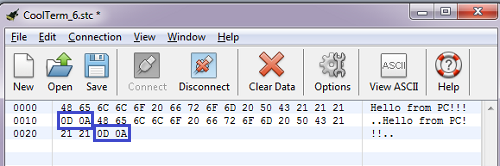 CoolTerm_6.stc *
File Edit Connection View Window Help
New Open Save Connect Disconnect Clear Data Options ASCII View ASCII Help
0000 48 65 6C 6C 6F 20 66 72 6F 6D 20 50 43 21 21 21 Hello from PC!!!
0010 0D 0A 48 65 6C 6C 6F 20 66 72 6F 6D 20 50 43 21 ..Hello from PC!
0020 21 21 0D 0A !!..